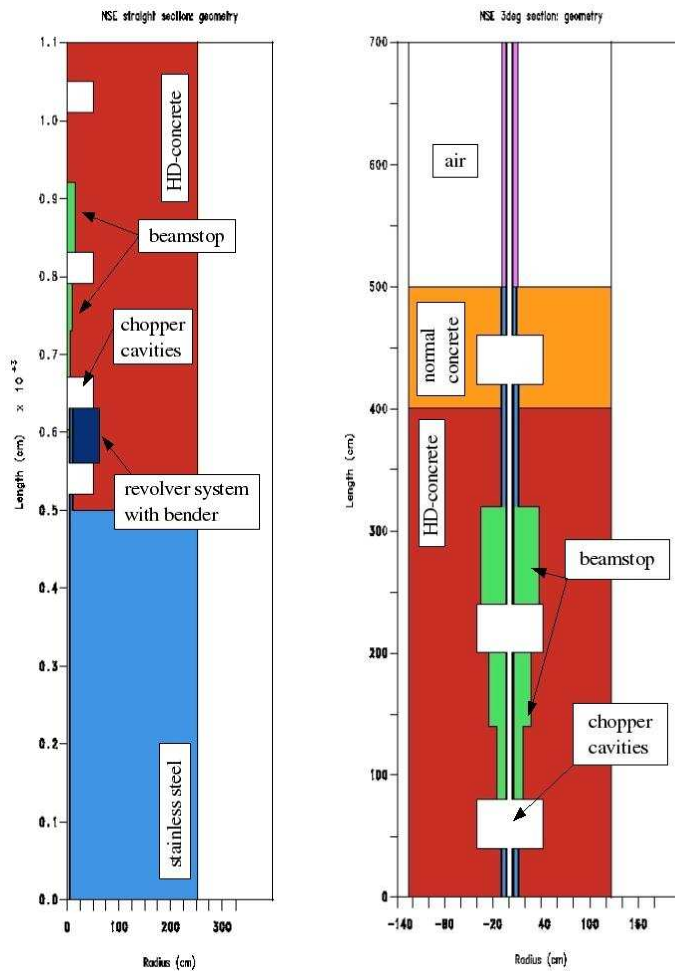 NSE straight section: geometry
1.1
1.0
0.9
0.8
0.7
0.6
0.5
0.4
0.3
0.2
0.1
0.0
Length (cm) x 10⁺³
0 100 200 300
Radius (cm)
HD-concrete
beamstop
chopper
cavities
revolver system
with bender
stainless steel
NSE 3deg section: geometry
700
600
500
400
300
200
100
0
Length (cm)
-140 -80 -20 40 100 160
Radius (cm)
air
normal
concrete
HD-concrete
beamstop
chopper
cavities